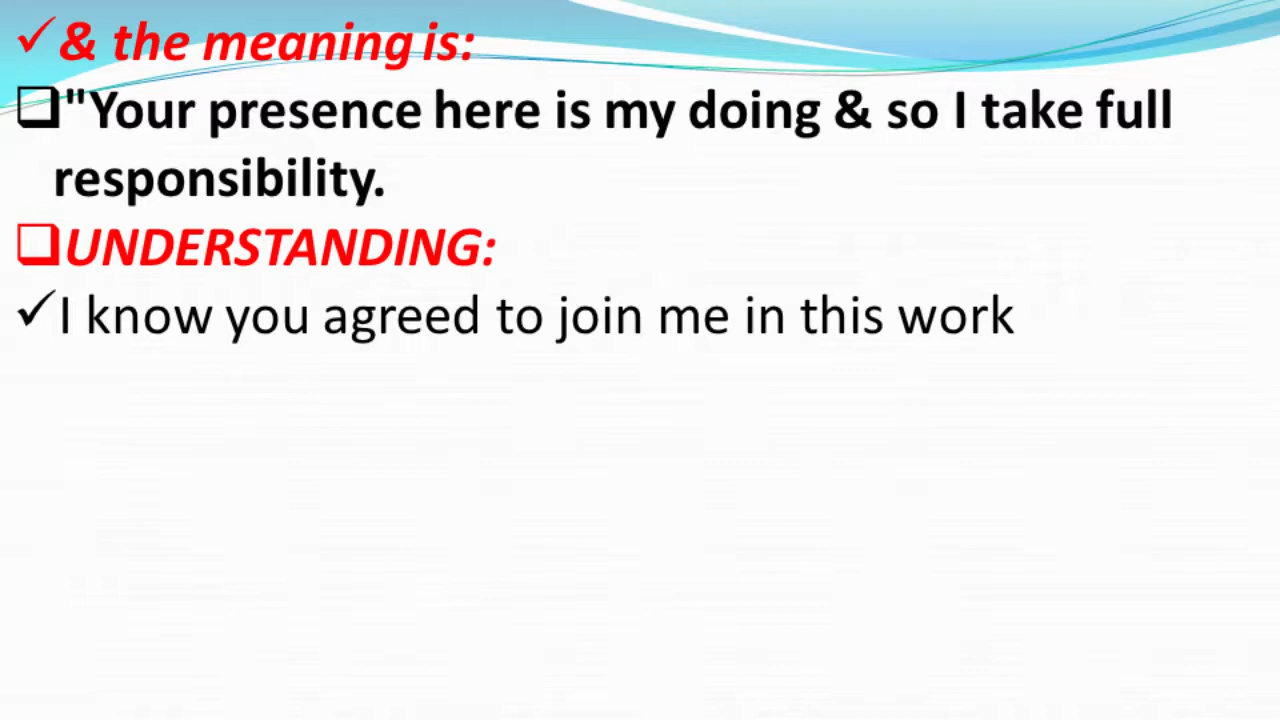 ✓& the meaning is:
❑"Your presence here is my doing & so I take full
responsibility.
❑UNDERSTANDING:
✓I know you agreed to join me in this work